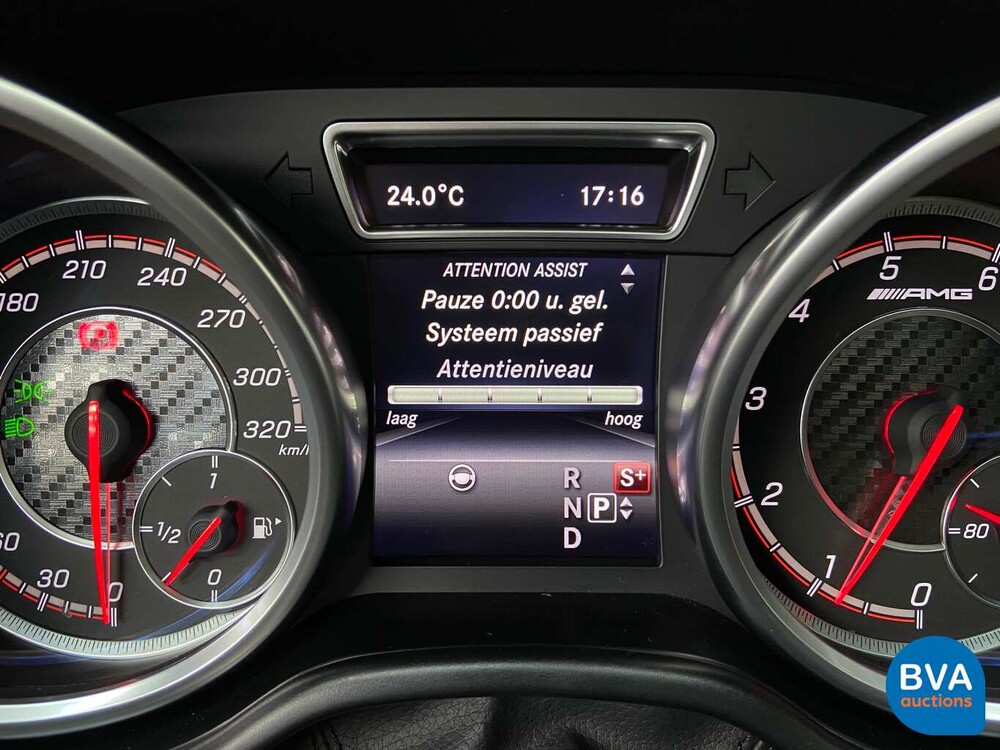 24.0°C 17:16
ATTENTION ASSIST
Pauze 0:00 u. gel.
Systeem passief
Attentieniveau
laag hoog
R S+
N P
D
0 30 60 180 210 240 270 300 320
km/h
1
1/2
0
AMG
0 1 2 3 4 5 6
80
BVA
auctions